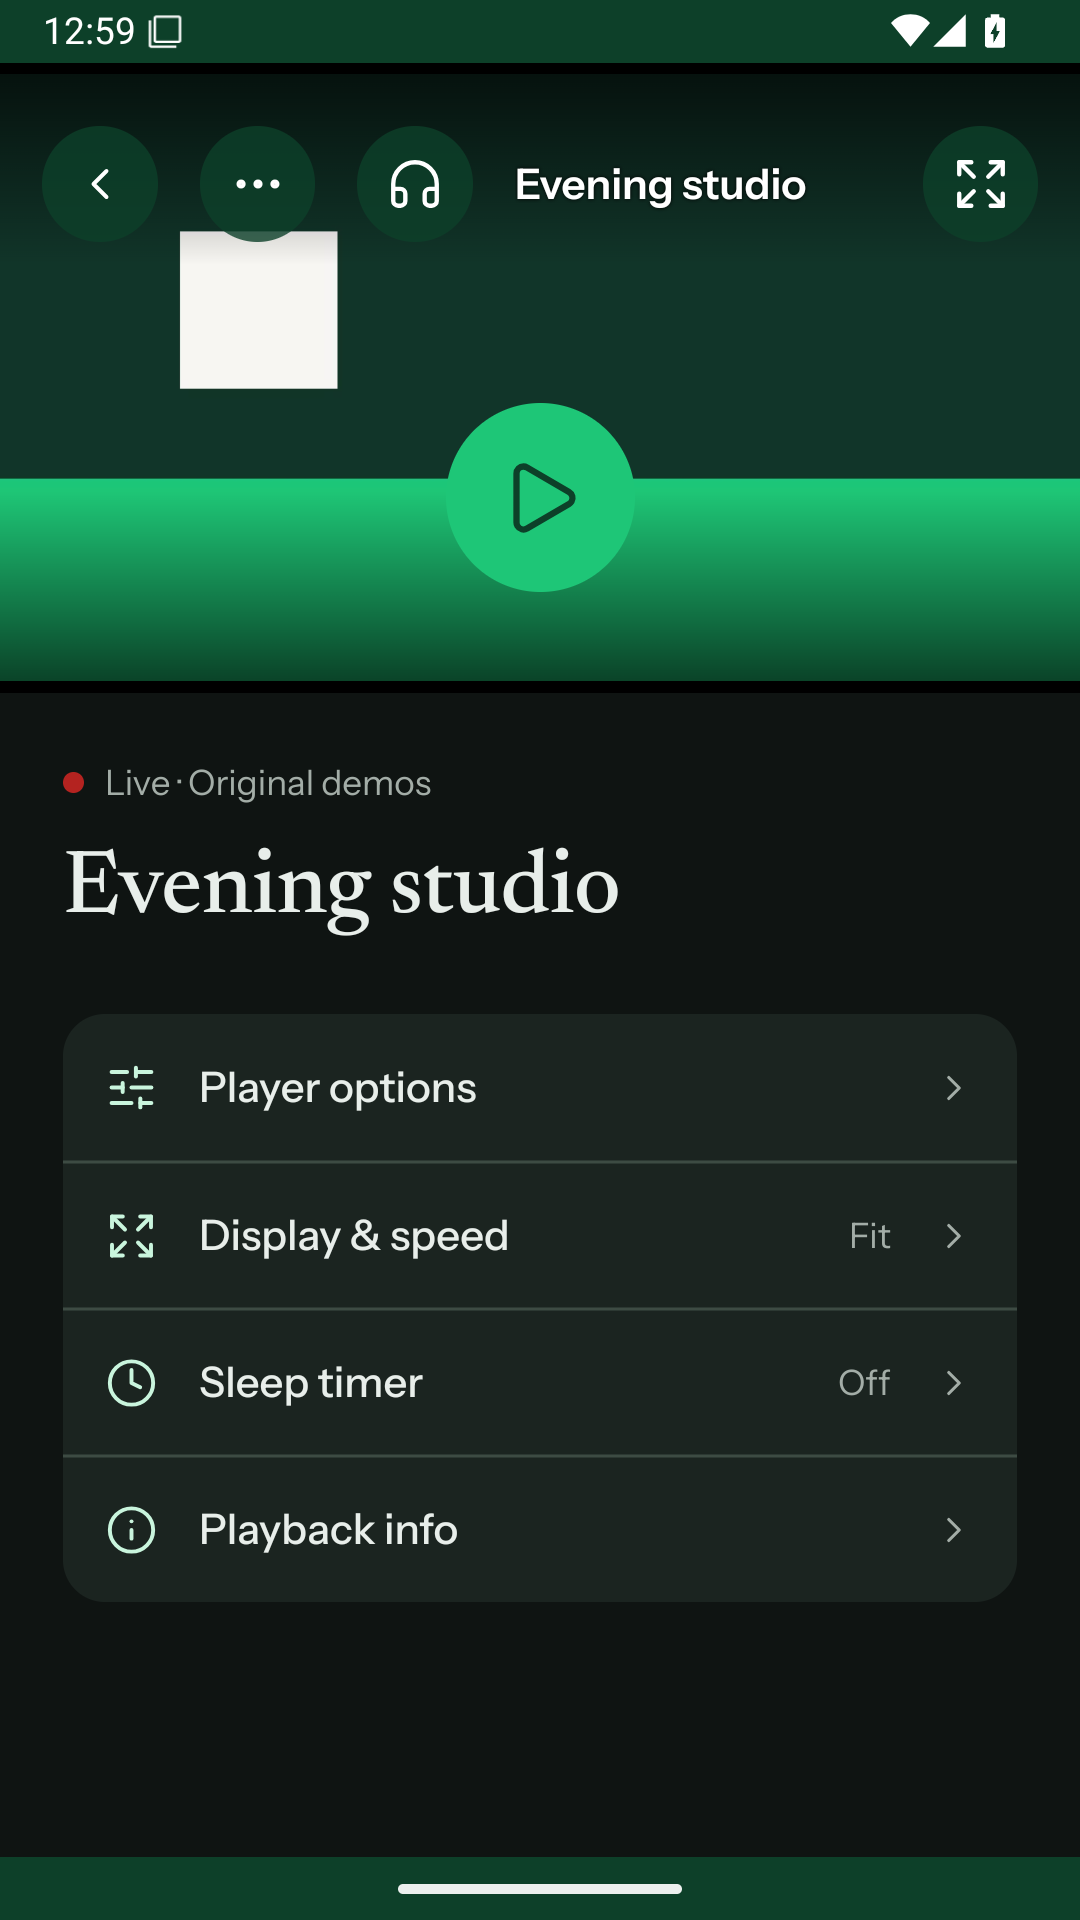 12:59
Evening studio
Live · Original demos
Evening studio
Player options
Display & speed Fit
Sleep timer Off
Playback info